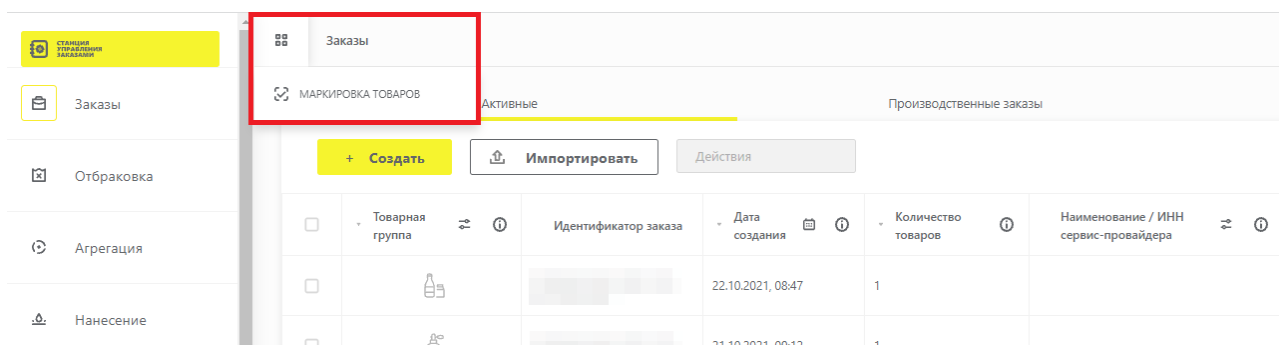 СТАНЦИЯ
УПРАВЛЕНИЯ
ЗАКАЗАМИ
Заказы
Отбраковка
Агрегация
Нанесение
Заказы
МАРКИРОВКА ТОВАРОВ
Активные
Производственные заказы
+ Создать
Импортировать
Действия
Товарная
группа
Идентификатор заказа
Дата
создания
Количество
товаров
Наименование / ИНН
сервис-провайдера
22.10.2021, 08:47
1